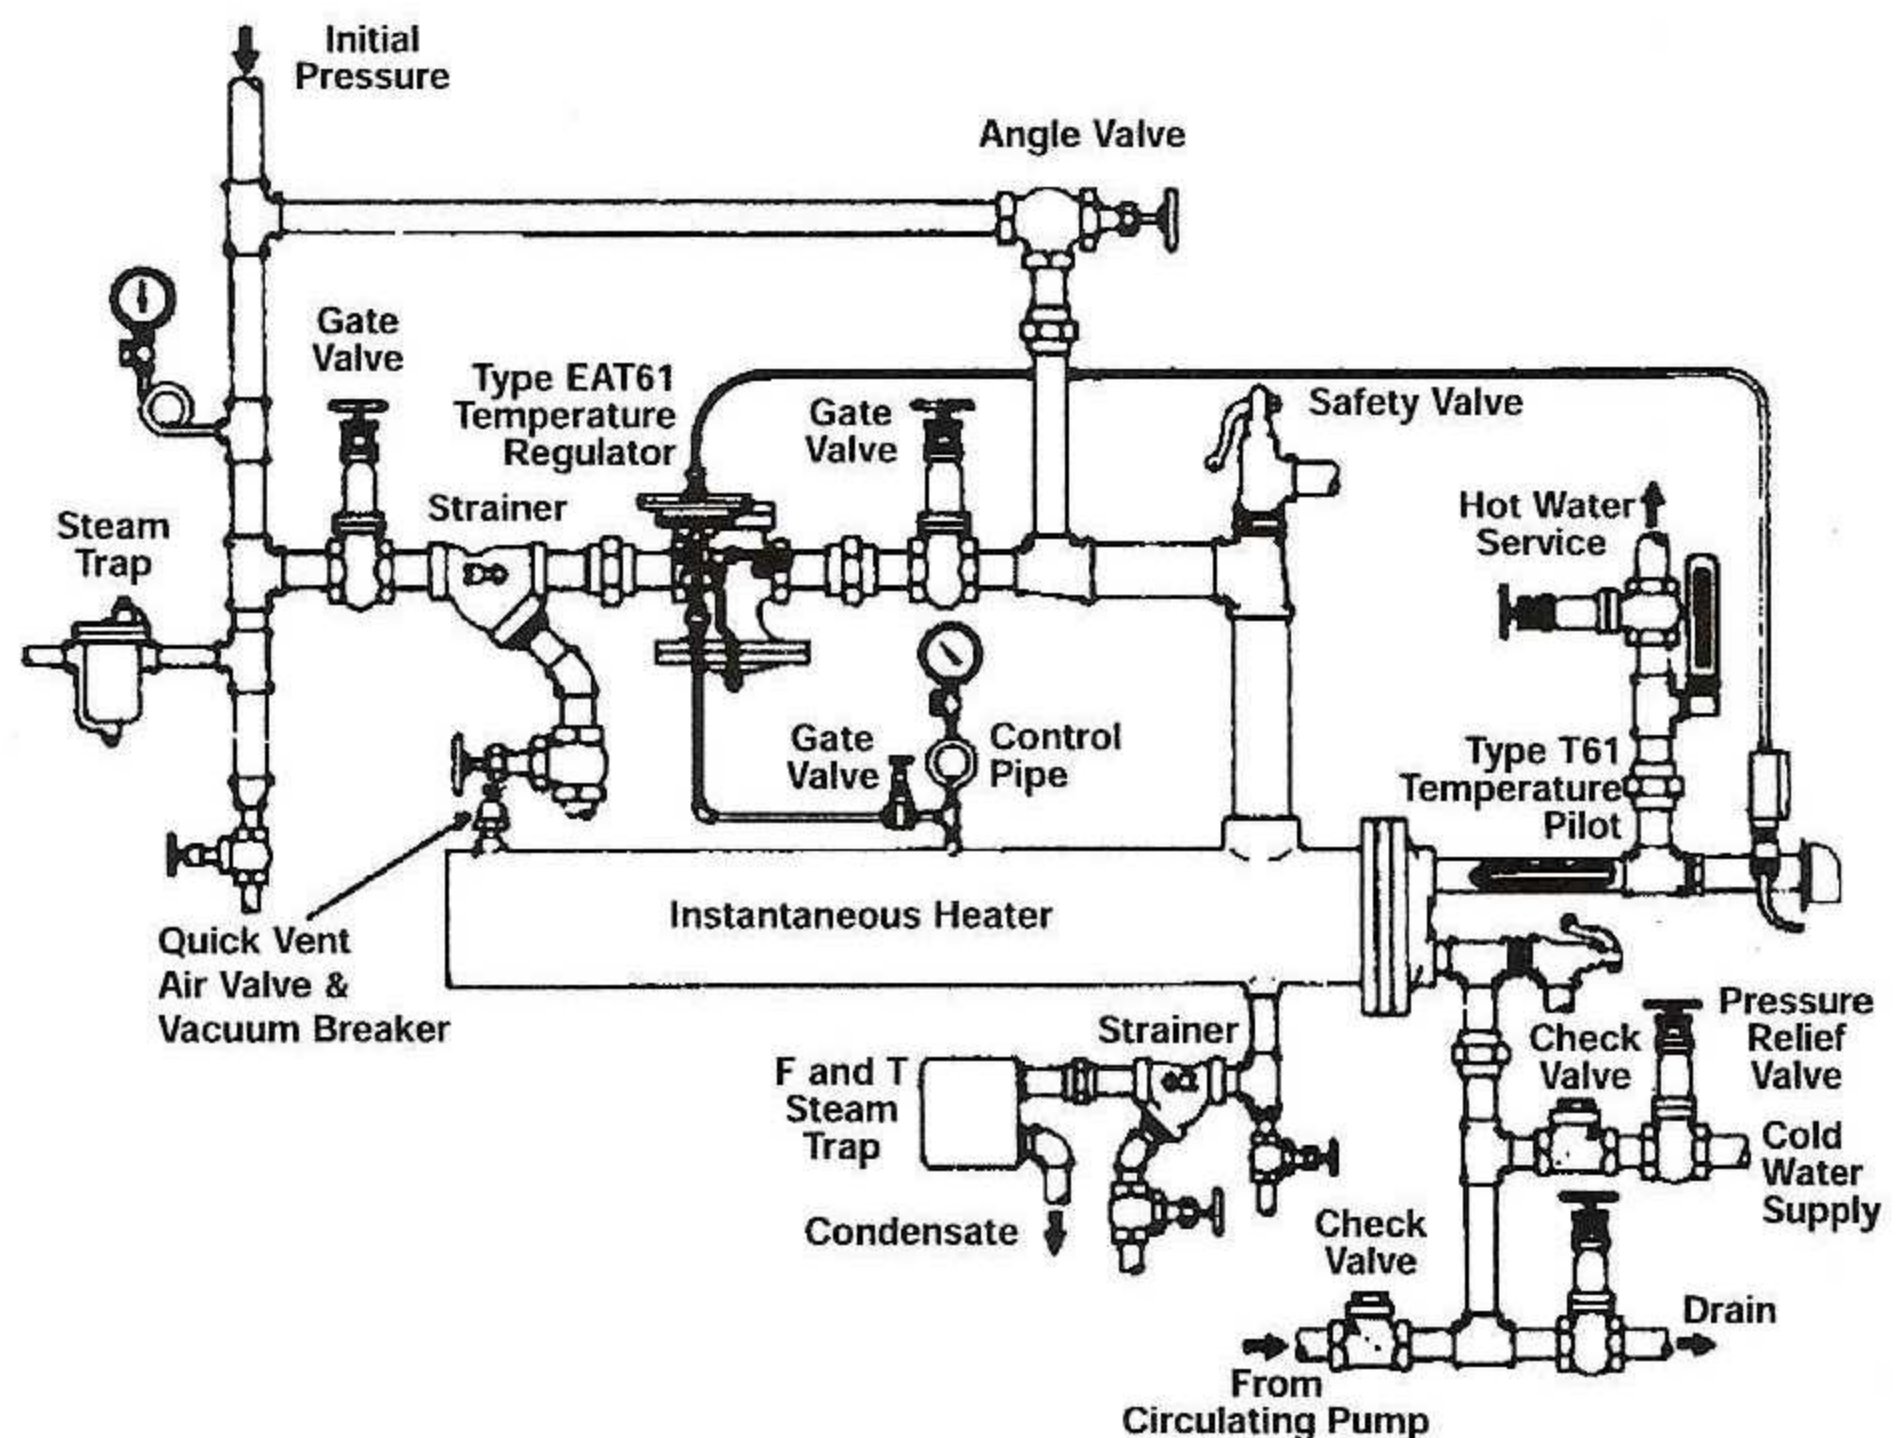 Initial
Pressure
Angle Valve
Gate
Valve
Type EAT61
Temperature
Regulator
Gate
Valve
Safety Valve
Steam
Trap
Strainer
Hot Water
Service
Gate
Valve
Control
Pipe
Type T61
Temperature
Pilot
Instantaneous Heater
Quick Vent
Air Valve &
Vacuum Breaker
Strainer
F and T
Steam
Trap
Condensate
Check
Valve
Pressure
Relief
Valve
Cold
Water
Supply
Check
Valve
Drain
From
Circulating Pump